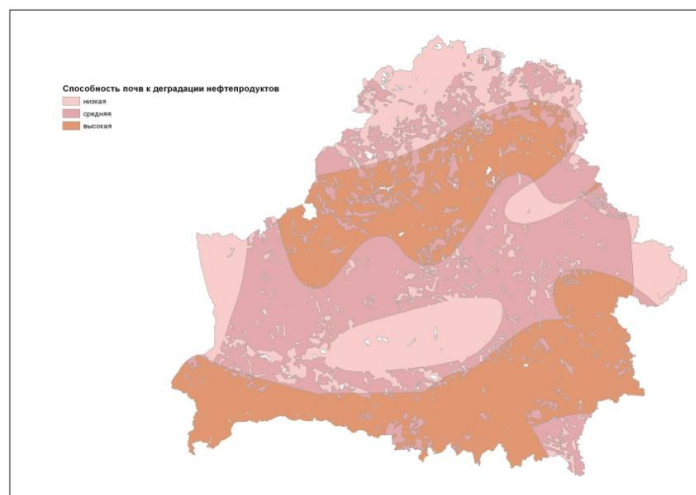 Способность почв к деградации нефтепродуктов
низкая
средняя
высокая